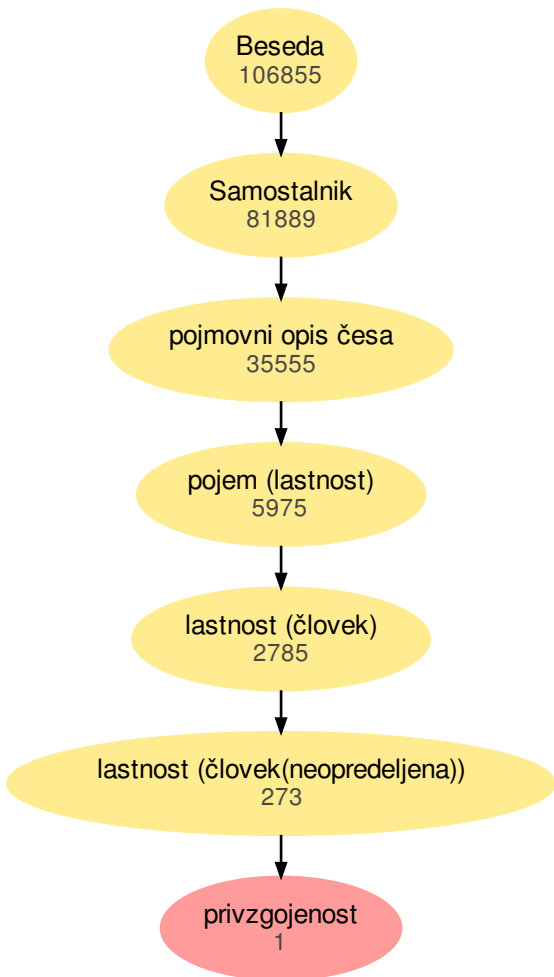 Beseda
106855
Samostalnik
81889
pojmovni opis česa
35555
pojem (lastnost)
5975
lastnost (človek)
2785
lastnost (človek(neopredeljena))
273
privzgojenost
1